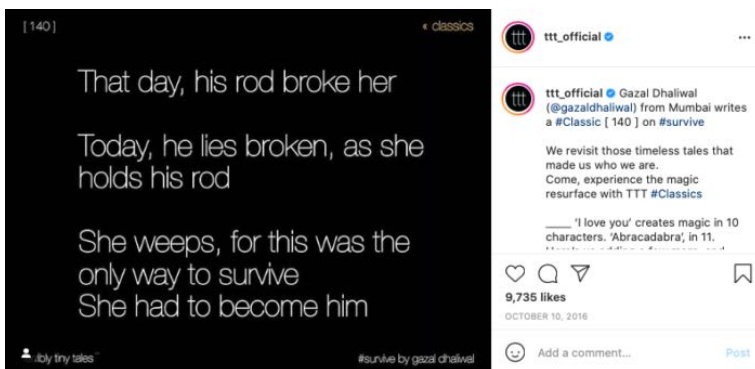 [ 140 ]
« classics
That day, his rod broke her
Today, he lies broken, as she
holds his rod
She weeps, for this was the
only way to survive
She had to become him
ibly tiny tales
#survive by gazal dhaliwal
ttt
ttt_official
ttt
ttt_official Gazal Dhaliwal
(@gazaldhaliwal) from Mumbai writes
a #Classic [ 140 ] on #survive
We revisit those timeless tales that
made us who we are.
Come, experience the magic
resurface with TTT #Classics
____ 'I love you' creates magic in 10
characters. 'Abracadabra', in 11.
9,735 likes
OCTOBER 10, 2016
Add a comment...
Post